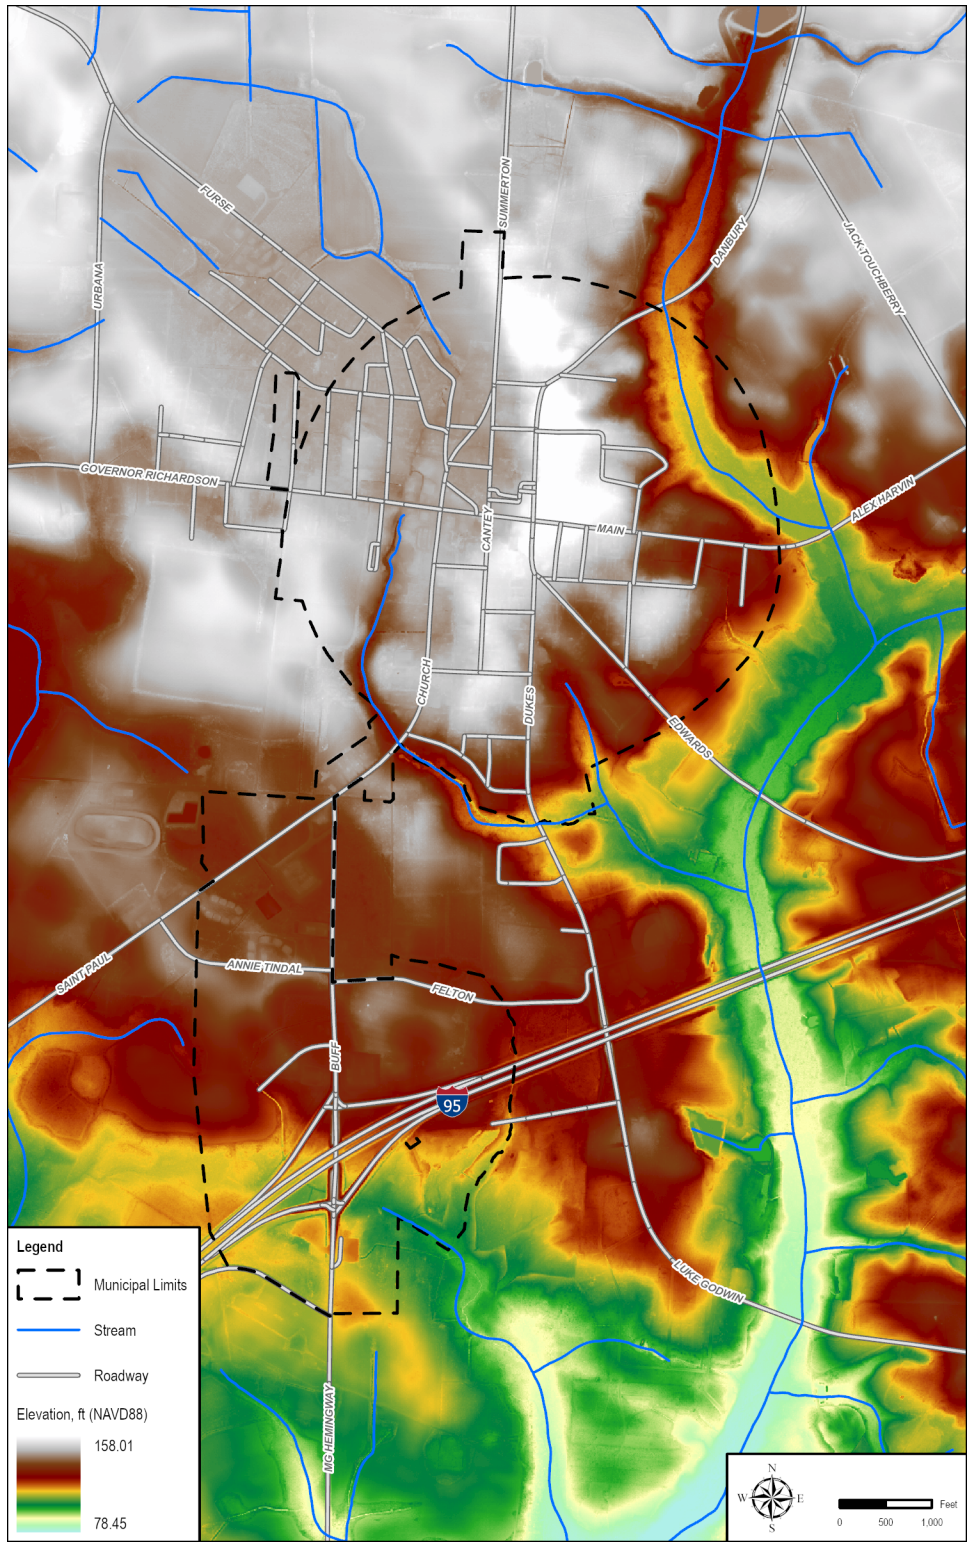 SUMMERTON
FURSE
DANBURY
JACK TOUCHBERRY
URBANA
GOVERNOR RICHARDSON
ALEX HARVIN
MAIN
CANTEY
CHURCH
DUKES
EDWARDS
SAINT PAUL
ANNIE TINDAL
FELTON
BUFF
95
LUKE GODWIN
MG HEMINGWAY
Legend
Municipal Limits
Stream
Roadway
Elevation, ft (NAVD88)
158.01
78.45
N
W E
S
Feet
0 500 1,000